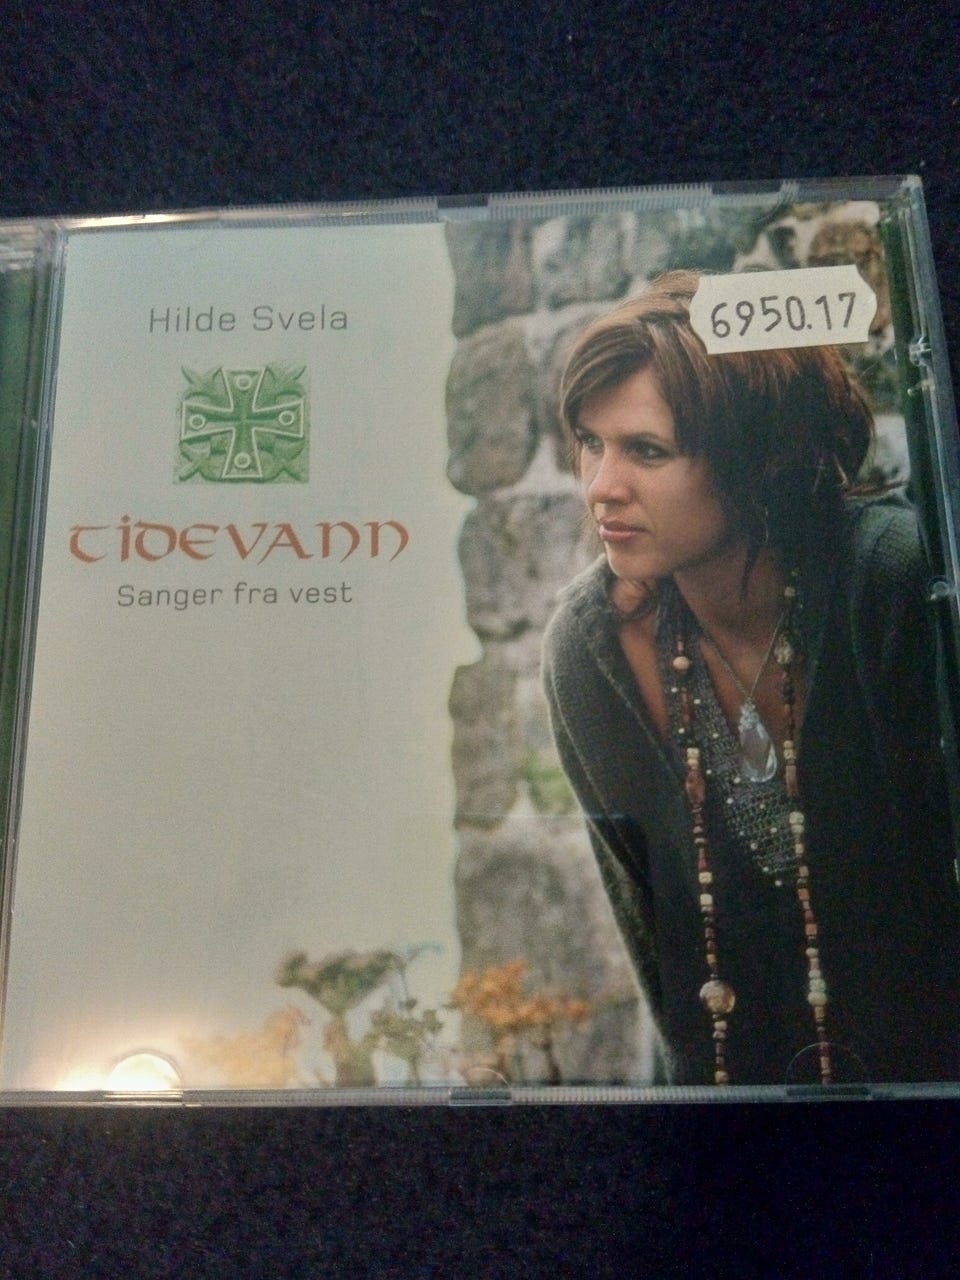 Hilde Svela
TIDEVANN
Sanger fra vest
6950.17